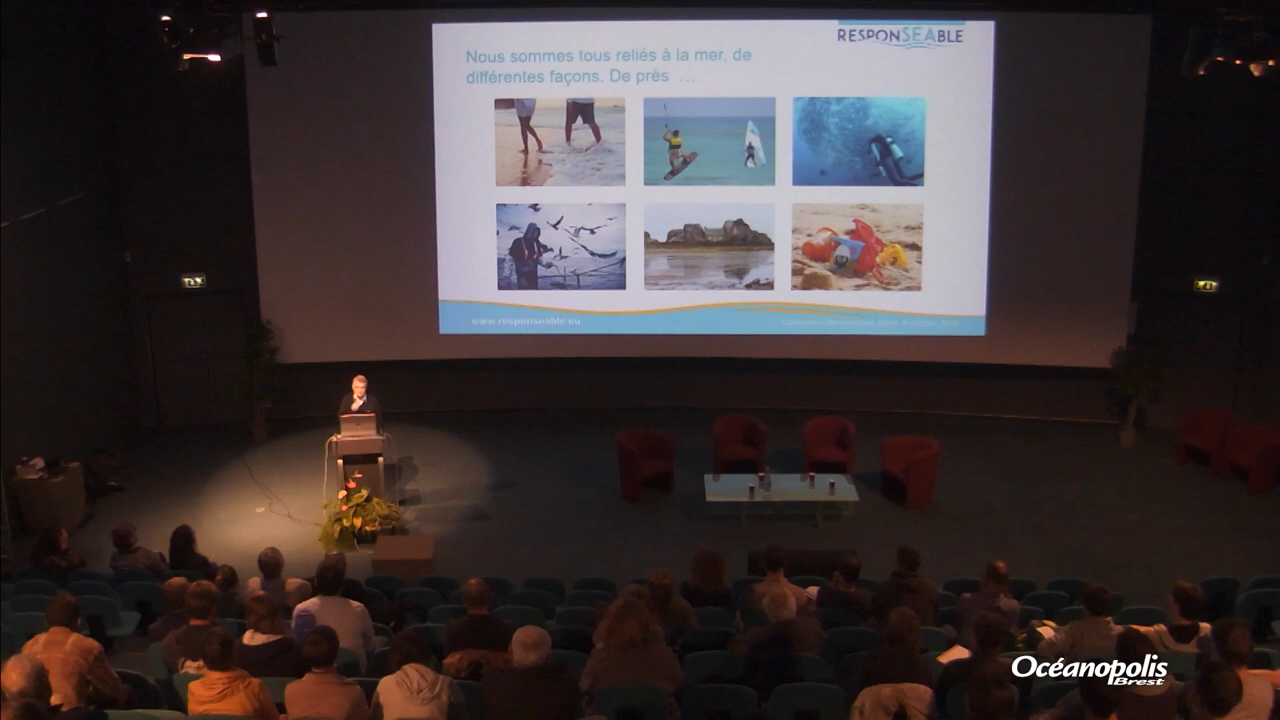 RESPONSEABLE
Nous sommes tous reliés à la mer, de
différentes façons. De près ...
www.responseable.eu
Océanopolis
Brest